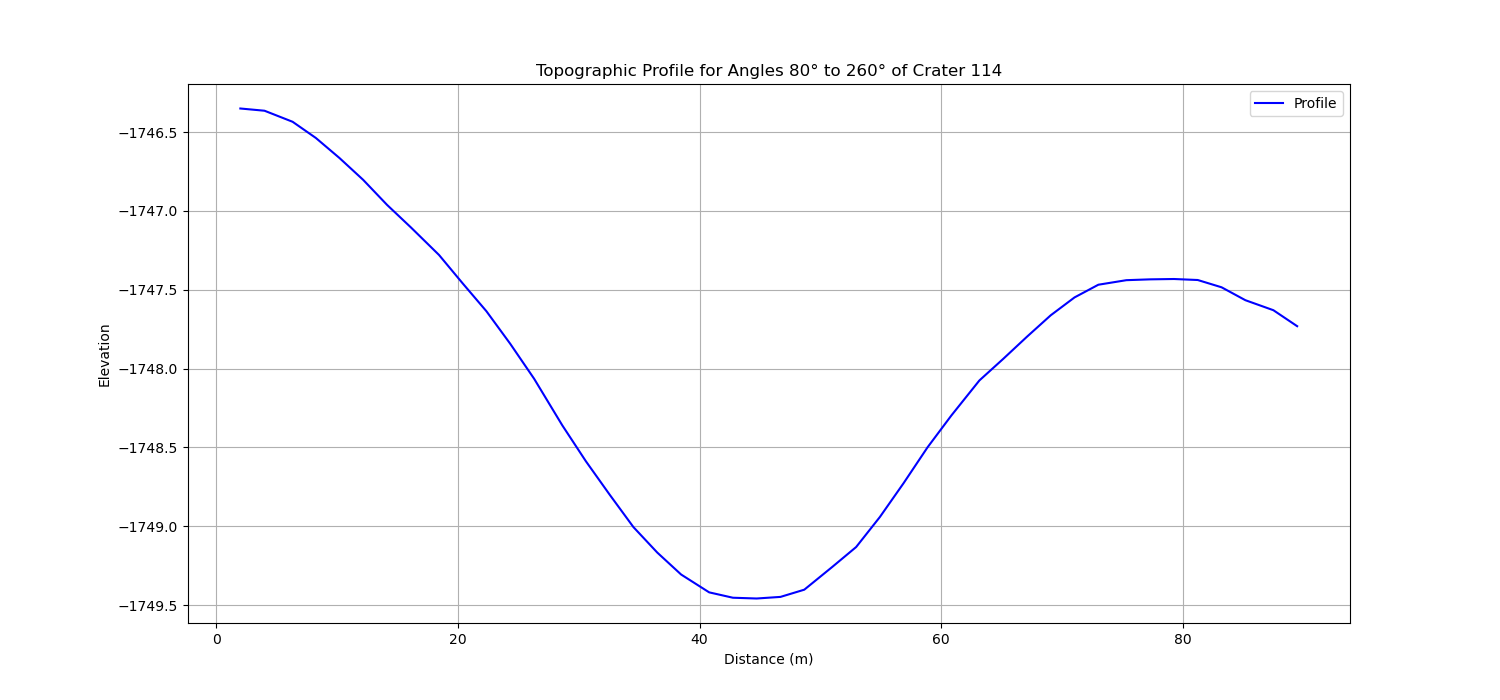 Topographic Profile for Angles 80° to 260° of Crater 114
Profile
−1746.5
−1747.0
−1747.5
−1748.0
−1748.5
−1749.0
−1749.5
Elevation
0 20 40 60 80
Distance (m)